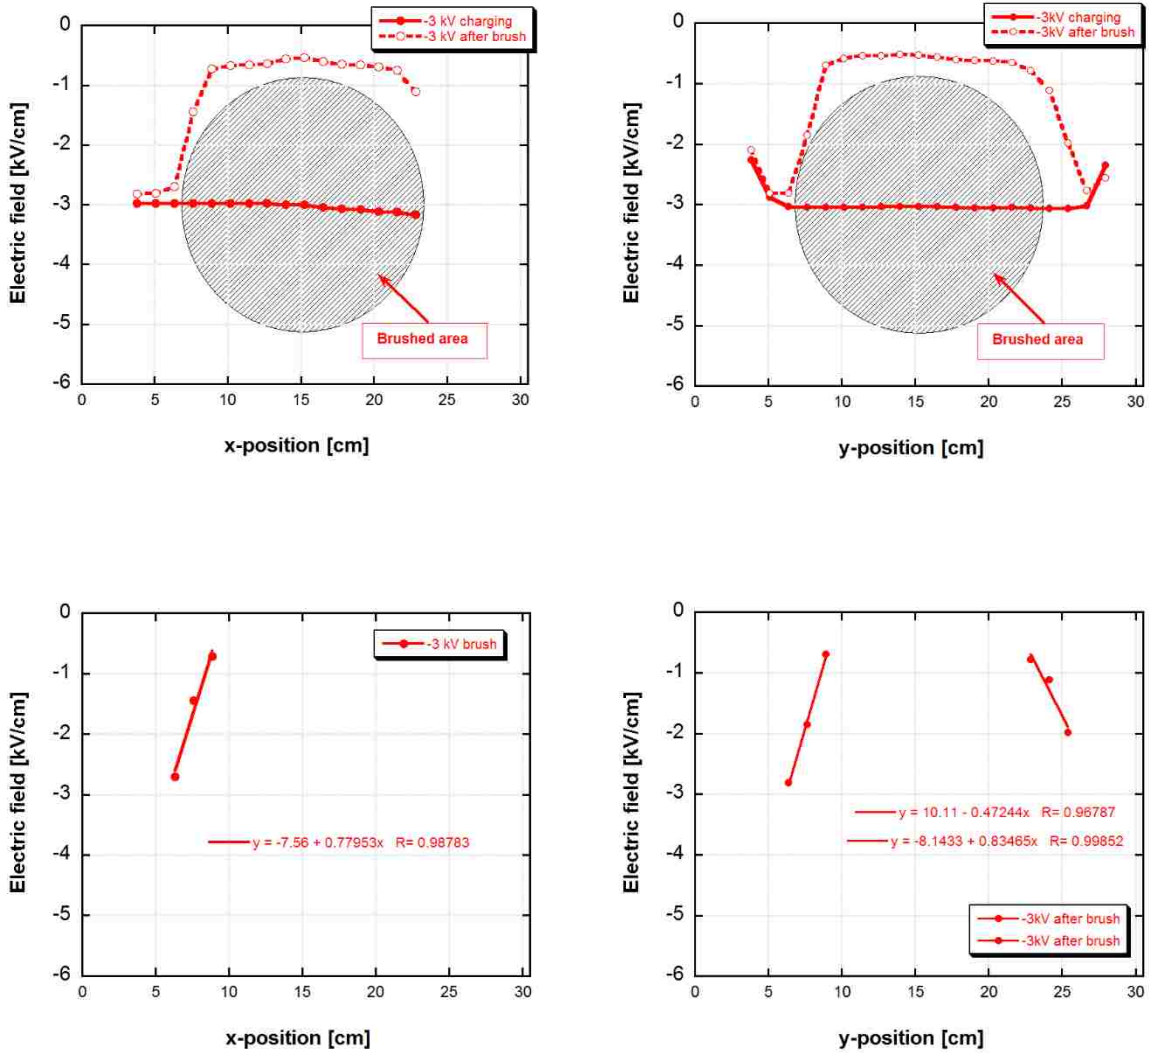 -3 kV charging
-3 kV after brush
0
-1
-2
-3
-4
-5
-6
Electric field [kV/cm]
Brushed area
0 5 10 15 20 25 30
x-position [cm]
-3kV charging
-3kV after brush
0
-1
-2
-3
-4
-5
-6
Electric field [kV/cm]
Brushed area
0 5 10 15 20 25 30
y-position [cm]
-3 kV brush
0
-1
-2
-3
-4
-5
-6
Electric field [kV/cm]
y = -7.56 + 0.77953x R= 0.98783
0 5 10 15 20 25 30
x-position [cm]
0
-1
-2
-3
-4
-5
-6
Electric field [kV/cm]
y = 10.11 - 0.47244x R= 0.96787
y = -8.1433 + 0.83465x R= 0.99852
-3kV after brush
-3kV after brush
0 5 10 15 20 25 30
y-position [cm]